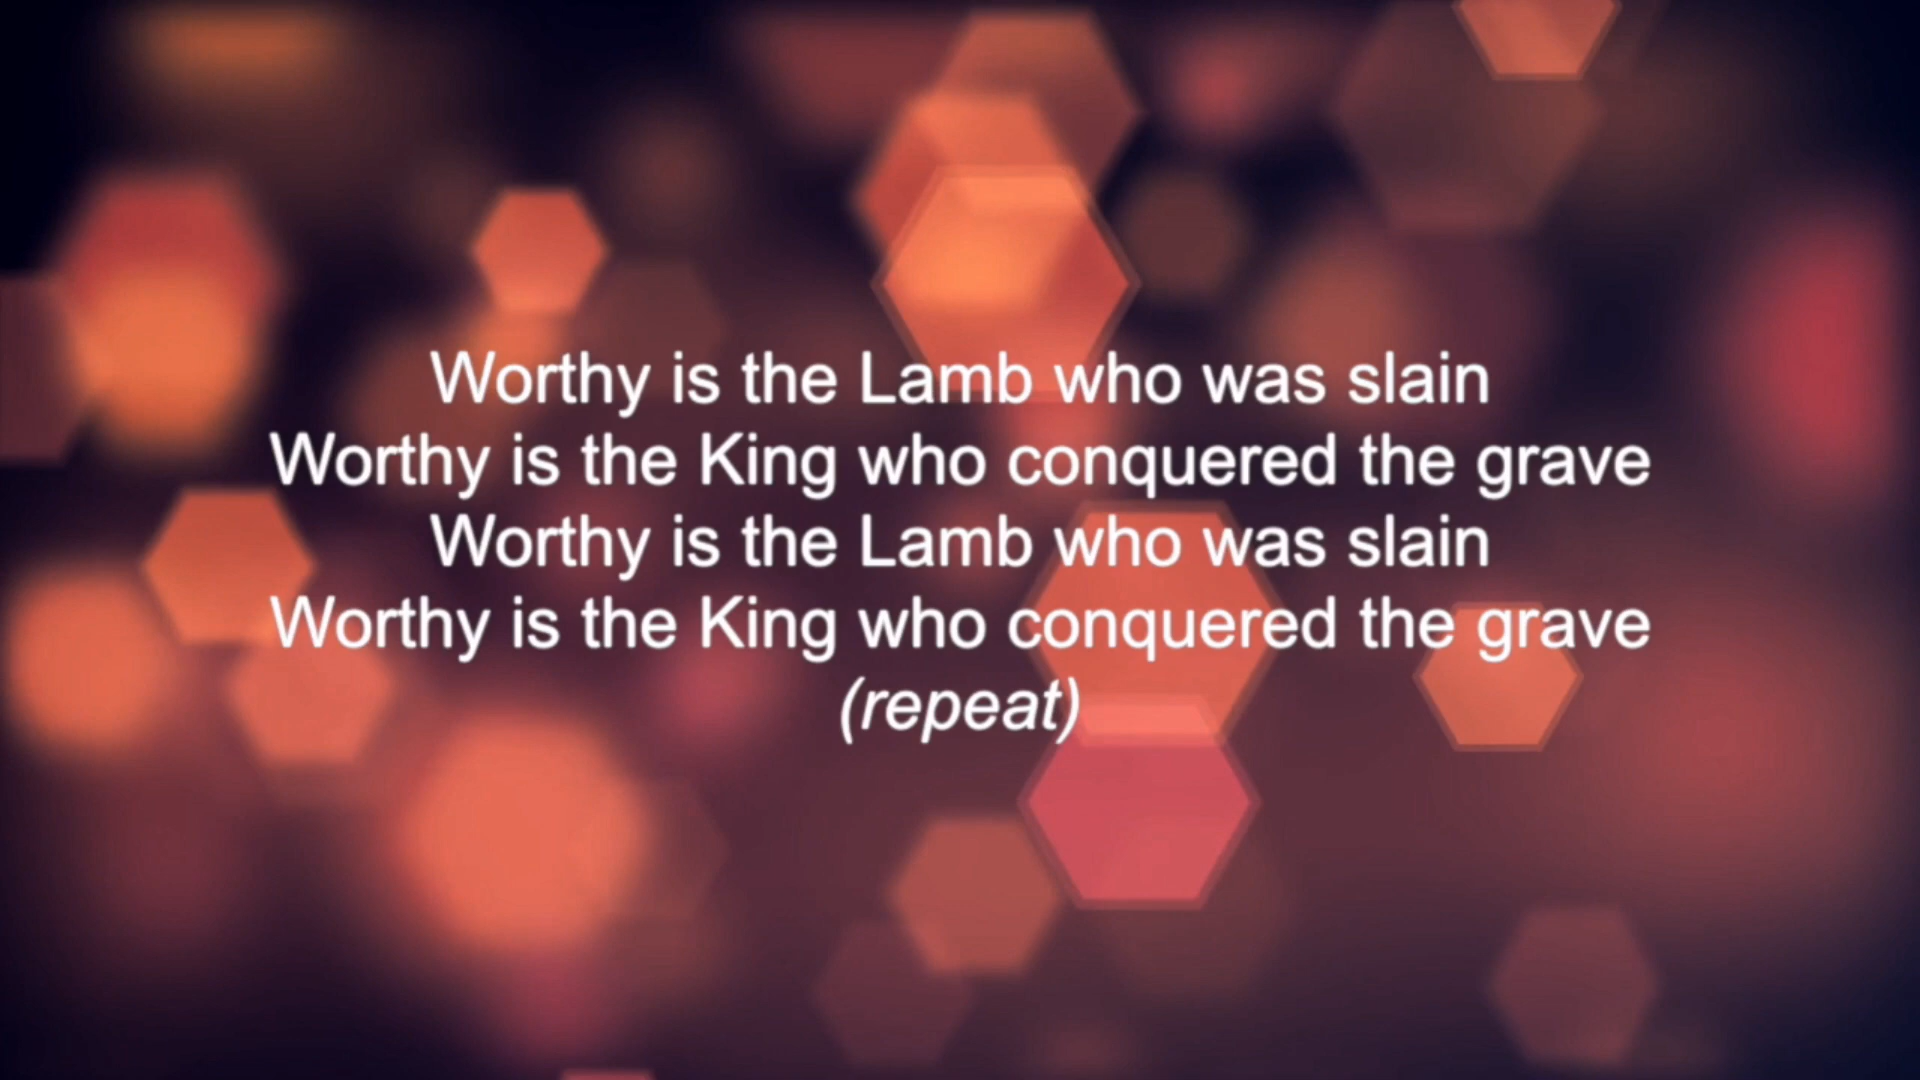 Worthy is the Lamb who was slain
Worthy is the King who conquered the grave
Worthy is the Lamb who was slain
Worthy is the King who conquered the grave
(repeat)